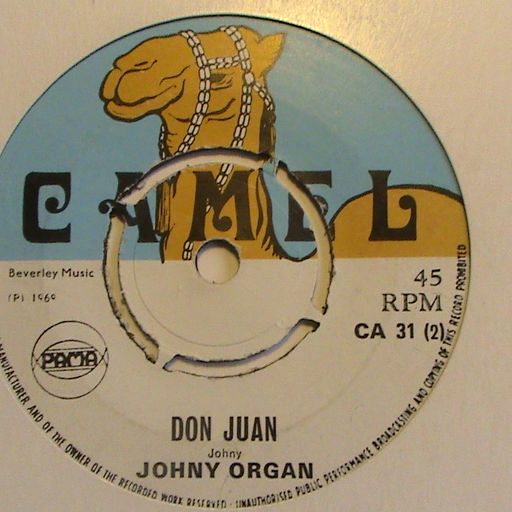 CAMEL
Beverley Music
(P) 1969
45
RPM
CA 31 (2)
PAMA
DON JUAN
Johny
JOHNY ORGAN
MANUFACTURER AND OF THE OWNER OF THE RECORDED WORK RESERVED · UNAUTHORISED PUBLIC PERFORMANCE BROADCASTING AND COPYING OF THIS RECORD PROHIBITED